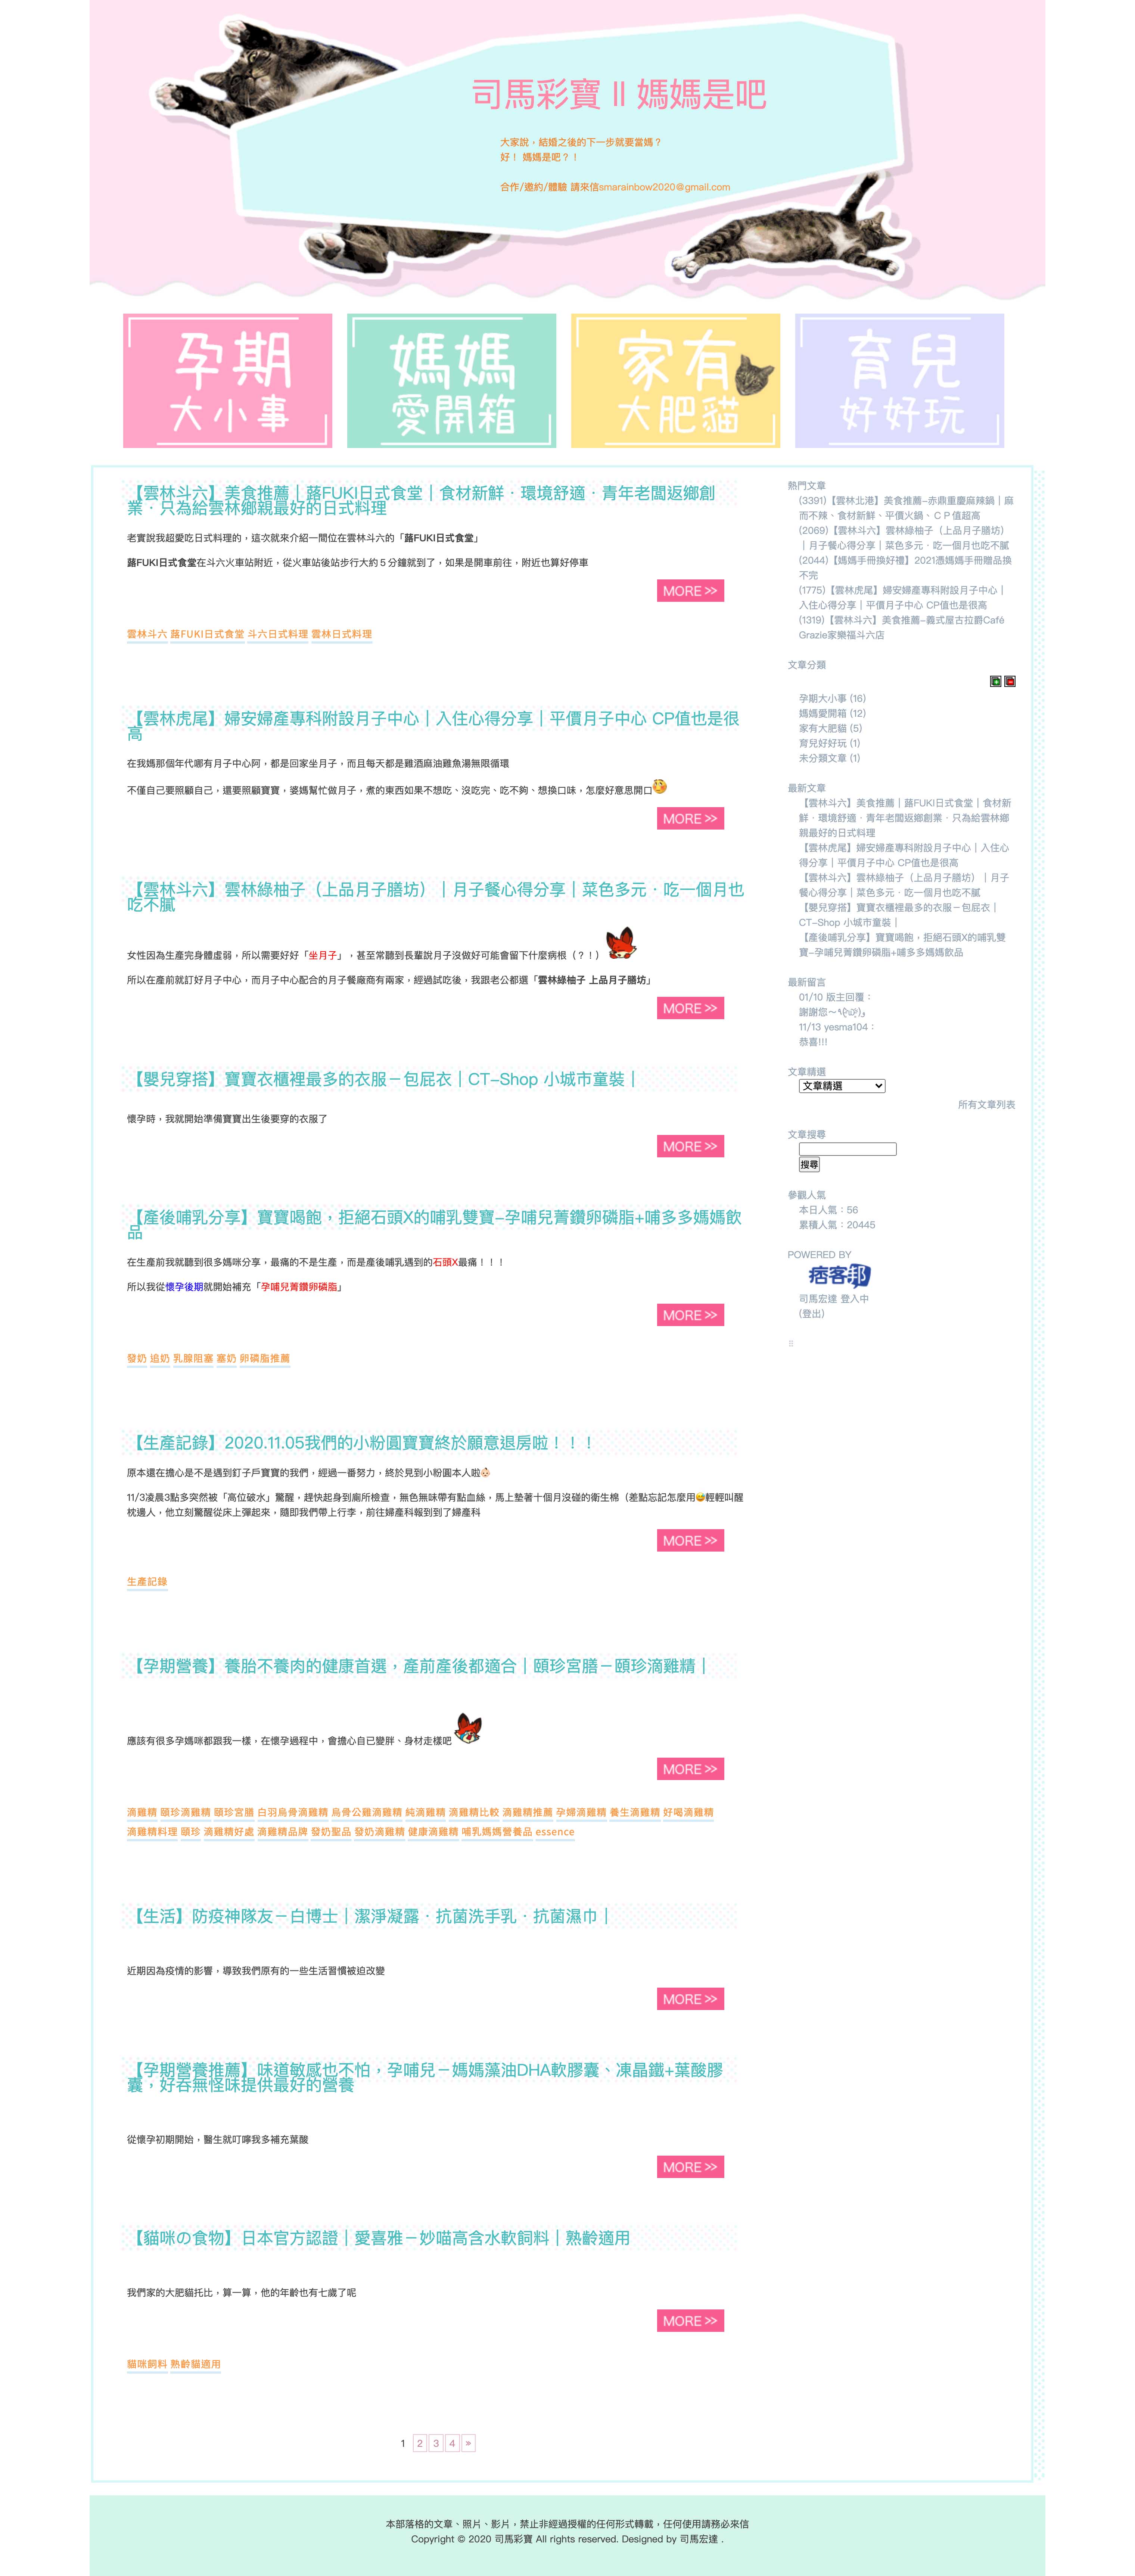 司馬彩寶 II 媽媽是吧
大家說，結婚之後的下一步就要當媽？
好！ 媽媽是吧？！
合作/邀約/體驗 請來信smarainbow2020@gmail.com
孕期
大小事
媽媽
愛開箱
家有
大肥貓
育兒
好好玩
【雲林斗六】美食推薦｜蕗FUKI日式食堂｜食材新鮮．環境舒適．青年老闆返鄉創
業．只為給雲林鄉親最好的日式料理
老實說我超愛吃日式料理的，這次就來介紹一間位在雲林斗六的「蕗FUKI日式食堂」
蕗FUKI日式食堂在斗六火車站附近，從火車站後站步行大約５分鐘就到了，如果是開車前往，附近也算好停車
MORE >>
雲林斗六 蕗FUKI日式食堂 斗六日式料理 雲林日式料理
【雲林虎尾】婦安婦產專科附設月子中心｜入住心得分享｜平價月子中心 CP值也是很
高
在我媽那個年代哪有月子中心阿，都是回家坐月子，而且每天都是雞酒麻油雞魚湯無限循環
不僅自己要照顧自己，還要照顧寶寶，婆媽幫忙做月子，煮的東西如果不想吃、沒吃完、吃不夠、想換口味，怎麼好意思開口
MORE >>
【雲林斗六】雲林綠柚子（上品月子膳坊）｜月子餐心得分享｜菜色多元．吃一個月也
吃不膩
女性因為生產完身體虛弱，所以需要好好「坐月子」，甚至常聽到長輩說月子沒做好可能會留下什麼病根（？！）
所以在產前就訂好月子中心，而月子中心配合的月子餐廠商有兩家，經過試吃後，我跟老公都選「雲林綠柚子 上品月子膳坊」
MORE >>
【嬰兒穿搭】寶寶衣櫃裡最多的衣服－包屁衣｜CT-Shop 小城市童裝｜
懷孕時，我就開始準備寶寶出生後要穿的衣服了
MORE >>
【產後哺乳分享】寶寶喝飽，拒絕石頭X的哺乳雙寶-孕哺兒菁鑽卵磷脂+哺多多媽媽飲
品
在生產前我就聽到很多媽咪分享，最痛的不是生產，而是產後哺乳遇到的石頭X最痛！！！
所以我從懷孕後期就開始補充「孕哺兒菁鑽卵磷脂」
MORE >>
發奶 追奶 乳腺阻塞 塞奶 卵磷脂推薦
【生產記錄】2020.11.05我們的小粉圓寶寶終於願意退房啦！！！
原本還在擔心是不是遇到釘子戶寶寶的我們，經過一番努力，終於見到小粉圓本人啦👶🏻
11/3凌晨3點多突然被「高位破水」驚醒，趕快起身到廁所檢查，無色無味帶有點血絲，馬上墊著十個月沒碰的衛生棉（差點忘記怎麼用😅輕輕叫醒
枕邊人，他立刻驚醒從床上彈起來，隨即我們帶上行李，前往婦產科報到到了婦產科
MORE >>
生產記錄
【孕期營養】養胎不養肉的健康首選，產前產後都適合｜頤珍宮膳－頤珍滴雞精｜
應該有很多孕媽咪都跟我一樣，在懷孕過程中，會擔心自已變胖、身材走樣吧
MORE >>
滴雞精 頤珍滴雞精 頤珍宮膳 白羽烏骨滴雞精 烏骨公雞滴雞精 純滴雞精 滴雞精比較 滴雞精推薦 孕婦滴雞精 養生滴雞精 好喝滴雞精
滴雞精料理 頤珍 滴雞精好處 滴雞精品牌 發奶聖品 發奶滴雞精 健康滴雞精 哺乳媽媽營養品 essence
【生活】防疫神隊友－白博士｜潔淨凝露．抗菌洗手乳．抗菌濕巾｜
近期因為疫情的影響，導致我們原有的一些生活習慣被迫改變
MORE >>
【孕期營養推薦】味道敏感也不怕，孕哺兒－媽媽藻油DHA軟膠囊、凍晶鐵+葉酸膠
囊，好吞無怪味提供最好的營養
從懷孕初期開始，醫生就叮嚀我多補充葉酸
MORE >>
【貓咪の食物】日本官方認證｜愛喜雅－妙喵高含水軟飼料｜熟齡適用
我們家的大肥貓托比，算一算，他的年齡也有七歲了呢
MORE >>
貓咪飼料 熟齡貓適用
1 2 3 4 »
熱門文章
(3391)【雲林北港】美食推薦-赤鼎重慶麻辣鍋｜麻
而不辣、食材新鮮、平價火鍋、ＣＰ值超高
(2069)【雲林斗六】雲林綠柚子（上品月子膳坊）
｜月子餐心得分享｜菜色多元．吃一個月也吃不膩
(2044)【媽媽手冊換好禮】2021憑媽媽手冊贈品換
不完
(1775)【雲林虎尾】婦安婦產專科附設月子中心｜
入住心得分享｜平價月子中心 CP值也是很高
(1319)【雲林斗六】美食推薦-義式屋古拉爵Café
Grazie家樂福斗六店
文章分類
孕期大小事 (16)
媽媽愛開箱 (12)
家有大肥貓 (5)
育兒好好玩 (1)
未分類文章 (1)
最新文章
【雲林斗六】美食推薦｜蕗FUKI日式食堂｜食材新
鮮．環境舒適．青年老闆返鄉創業．只為給雲林鄉
親最好的日式料理
【雲林虎尾】婦安婦產專科附設月子中心｜入住心
得分享｜平價月子中心 CP值也是很高
【雲林斗六】雲林綠柚子（上品月子膳坊）｜月子
餐心得分享｜菜色多元．吃一個月也吃不膩
【嬰兒穿搭】寶寶衣櫃裡最多的衣服－包屁衣｜
CT-Shop 小城市童裝｜
【產後哺乳分享】寶寶喝飽，拒絕石頭X的哺乳雙
寶-孕哺兒菁鑽卵磷脂+哺多多媽媽飲品
最新留言
01/10 版主回覆：
謝謝您～
11/13 yesma104：
恭喜!!!
文章精選
文章精選
所有文章列表
文章搜尋
搜尋
參觀人氣
本日人氣：56
累積人氣：20445
POWERED BY
痞客邦
司馬宏達 登入中
(登出)
本部落格的文章、照片、影片，禁止非經過授權的任何形式轉載，任何使用請務必來信
Copyright © 2020 司馬彩寶 All rights reserved. Designed by 司馬宏達 .